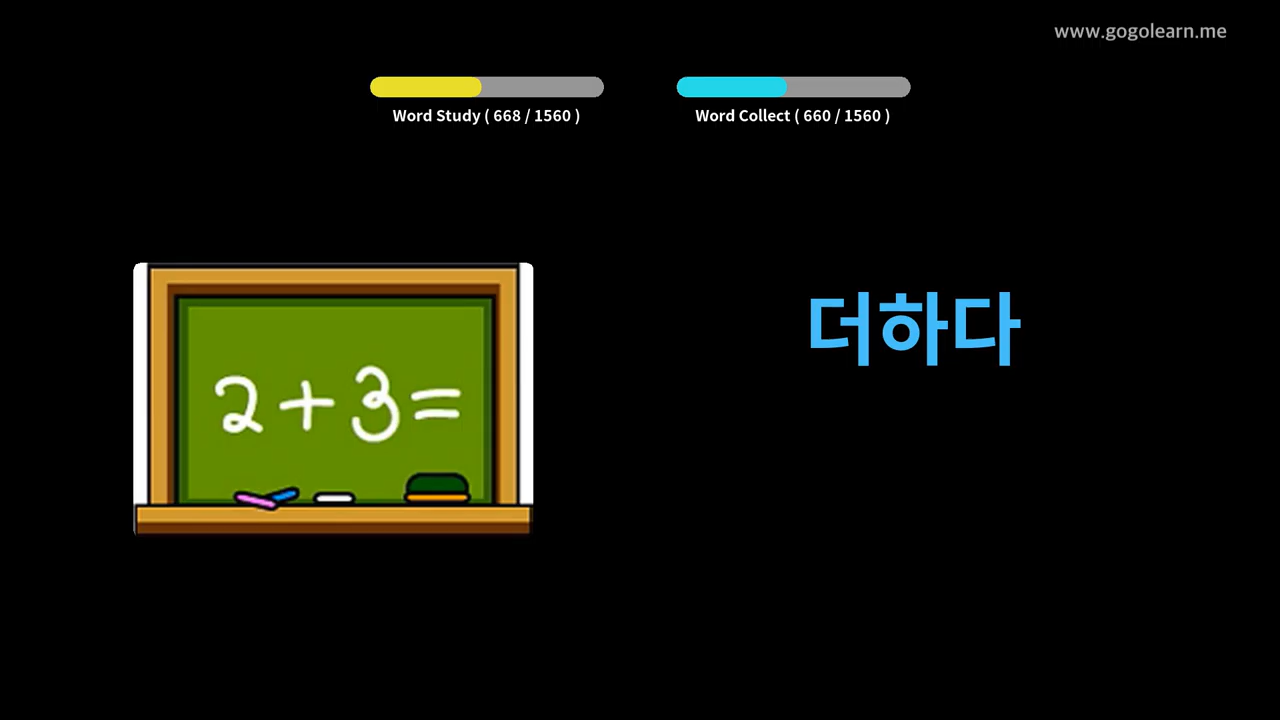 www.gogolearn.me
Word Study ( 668 / 1560 )
Word Collect ( 660 / 1560 )
2 + 3 =
더하다